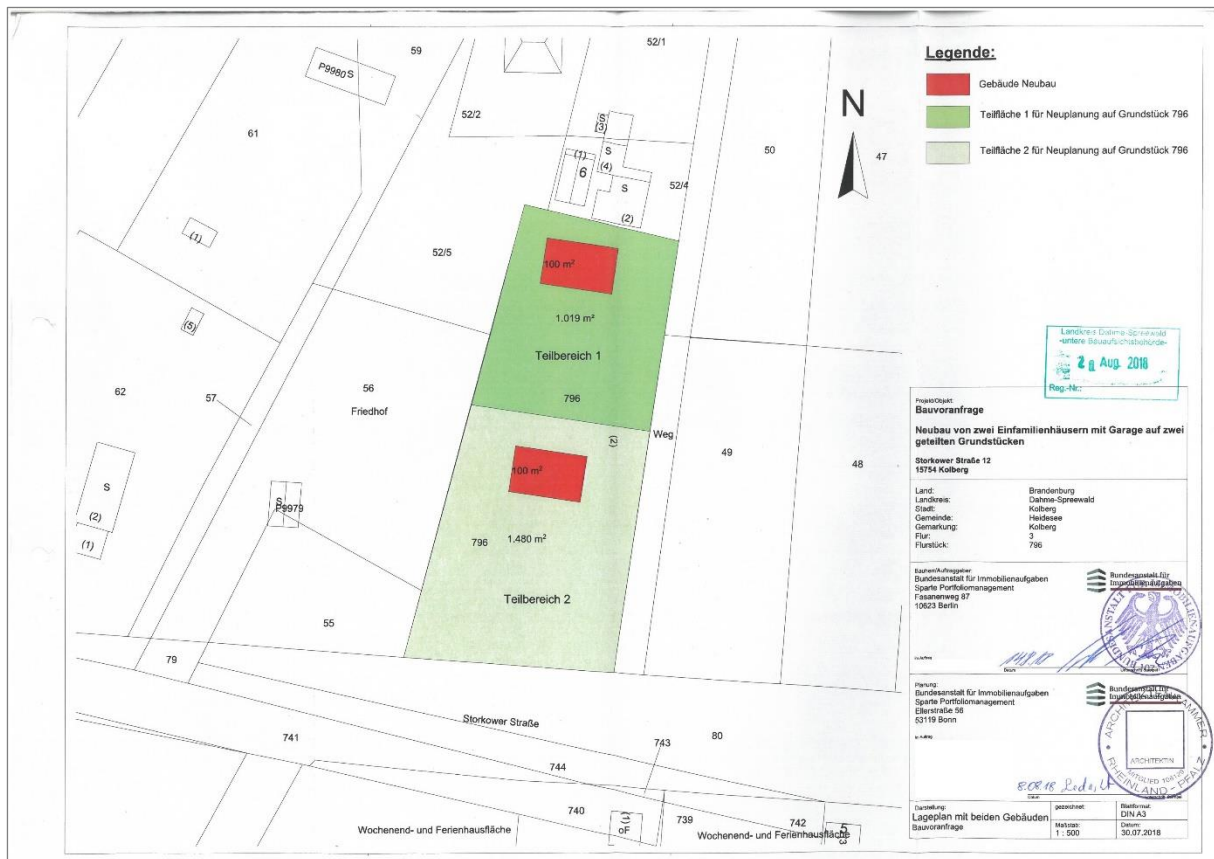 59
52/1
P9980 S
52/2
61
50
47
S
(3)
S
(1)
(4)
6
S
52/4
(2)
N
Legende:
Gebäude Neubau
Teilfläche 1 für Neuplanung auf Grundstück 796
Teilfläche 2 für Neuplanung auf Grundstück 796
(1)
52/5
100 m²
1.019 m²
(5)
Teilbereich 1
62
57
56
796
Friedhof
Weg
(2)
49
48
100 m²
S
(2)
(1)
S
P9979
796
1.480 m²
Teilbereich 2
55
79
Storkower Straße
741
743
80
744
740
(1)
oF
739
742
5
Wochenend- und Ferienhausfläche
Wochenend- und Ferienhausfläche
Landkreis Dahme-Spreewald
-untere Bauaufsichtsbehörde-
Aug. 2018
Reg.-Nr.:
Projekt/Objekt:
Bauvoranfrage
Neubau von zwei Einfamilienhäusern mit Garage auf zwei
geteilten Grundstücken
Storkower Straße 12
15754 Kolberg
Land: Brandenburg
Landkreis: Dahme-Spreewald
Stadt: Kolberg
Gemeinde: Heidesee
Gemarkung: Kolberg
Flur: 3
Flurstück: 796
Bauherr/Auftraggeber:
Bundesanstalt für Immobilienaufgaben
Sparte Portfoliomanagement
Fasanenweg 87
10623 Berlin
Bundesanstalt für
Immobilienaufgaben
Datum
Planung:
Bundesanstalt für Immobilienaufgaben
Sparte Portfoliomanagement
Ellerstraße 56
53119 Bonn
Bundesanstalt für
Immobilienaufgaben
ARCHITEKTIN
RHEINLAND-PFALZ
8.08.18
Datum
Darstellung:
Lageplan mit beiden Gebäuden
Bauvoranfrage
gezeichnet:
Maßstab:
1 : 500
Blattformat:
DIN A3
Datum:
30.07.2018